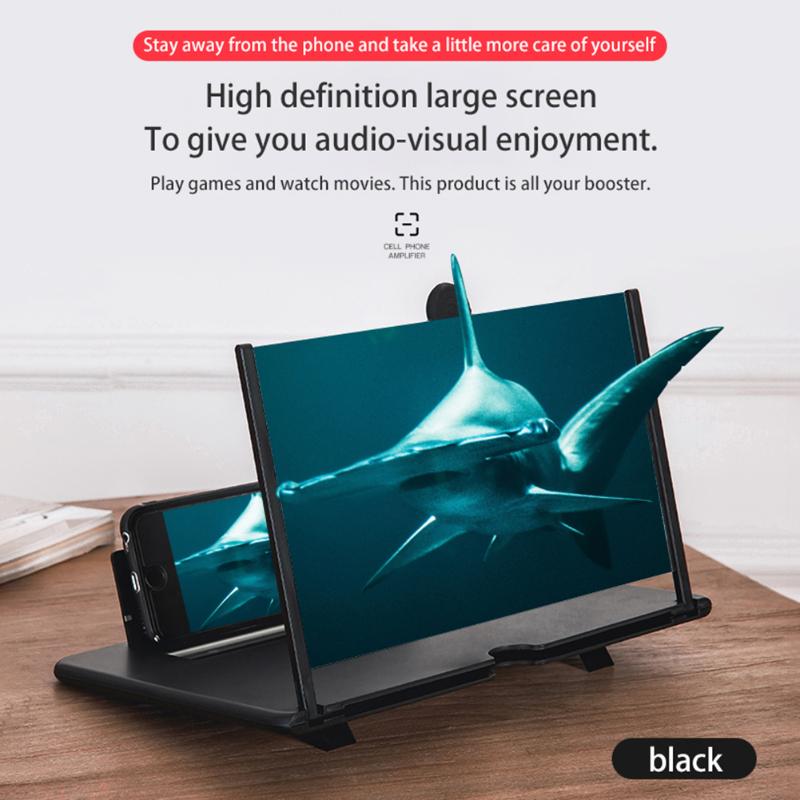 Stay away from the phone and take a little more care of yourself
High definition large screen
To give you audio-visual enjoyment.
Play games and watch movies. This product is all your booster.
CELL PHONE
AMPLIFIER
black